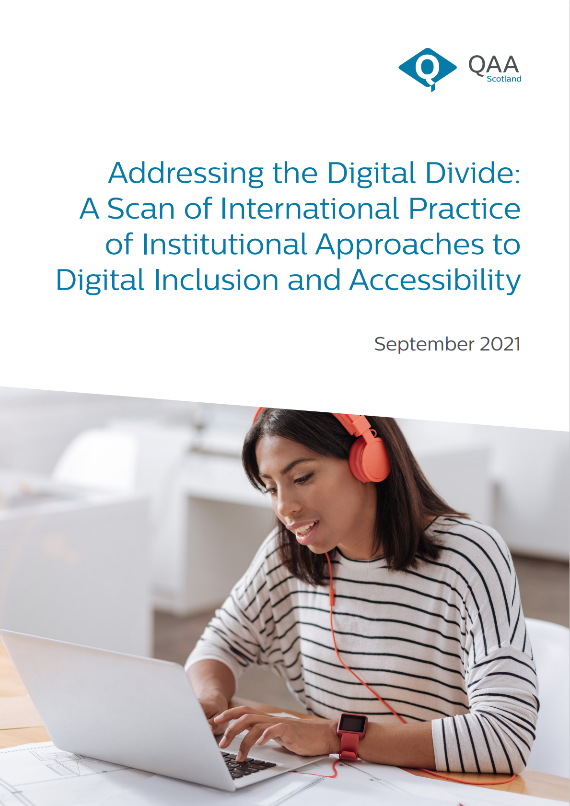 QAA
Scotland
Addressing the Digital Divide:
A Scan of International Practice
of Institutional Approaches to
Digital Inclusion and Accessibility
September 2021